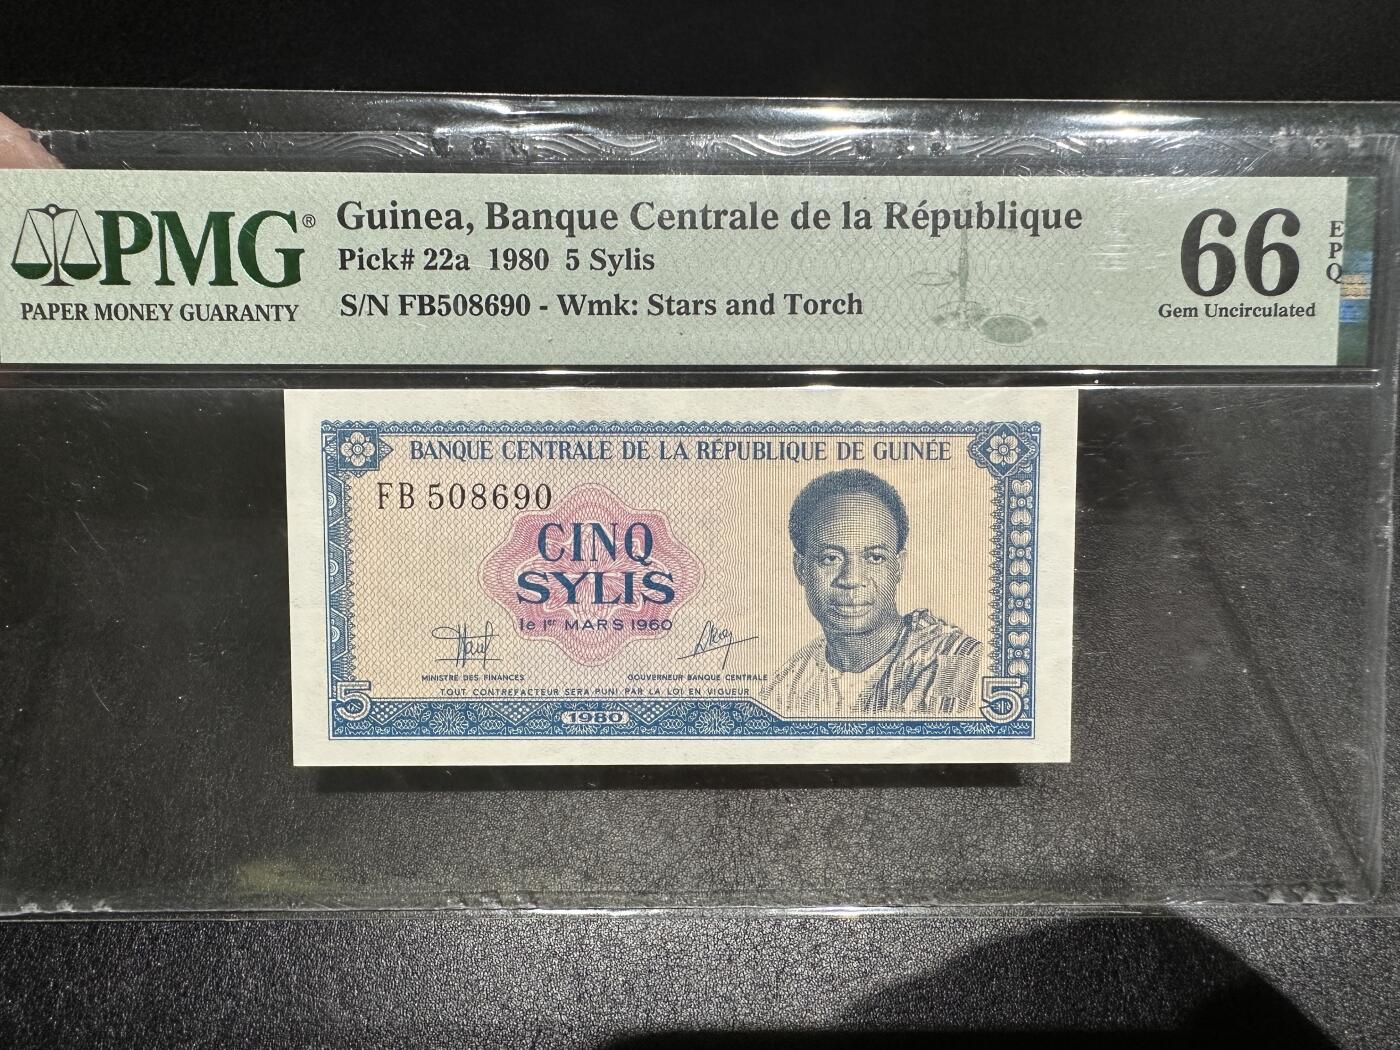 PMG®
PAPER MONEY GUARANTY
Guinea, Banque Centrale de la République
Pick# 22a 1980 5 Sylis
S/N FB508690 - Wmk: Stars and Torch
66
EPQ
Gem Uncirculated
BANQUE CENTRALE DE LA RÉPUBLIQUE DE GUINÉE
FB 508690
CINQ
SYLIS
le 1er MARS 1960
MINISTRE DES FINANCES
GOUVERNEUR BANQUE CENTRALE
TOUT CONTREFACTEUR SERA PUNI PAR LA LOI EN VIGUEUR
5
1980
5